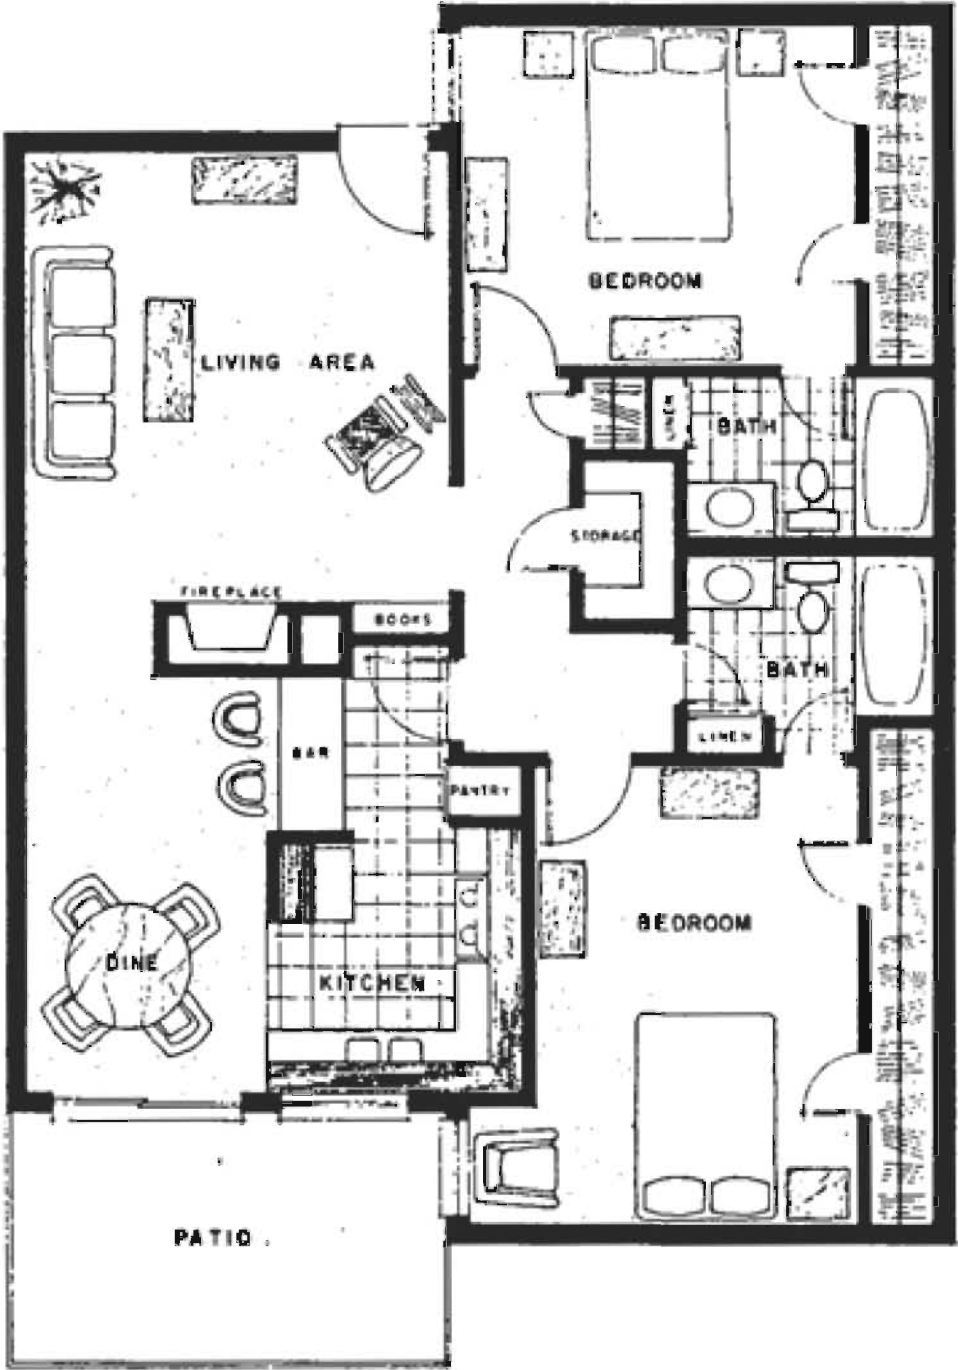 BEDROOM
LIVING AREA
LINEN
BATH
STORAGE
FIREPLACE
BOOKS
BATH
LINEN
BAR
PANTRY
BEDROOM
DINE
KITCHEN
PATIO